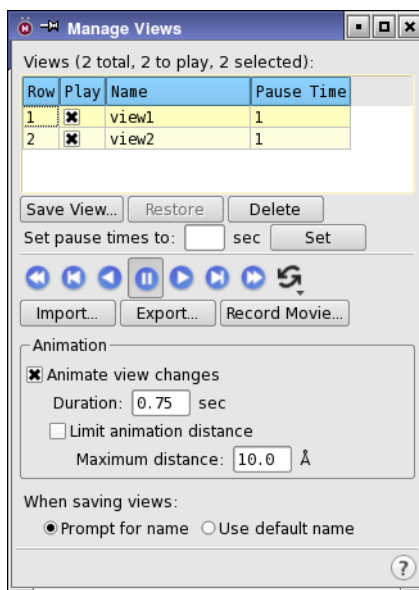 Manage Views
Views (2 total, 2 to play, 2 selected):
Row Play Name Pause Time
1 view1 1
2 view2 1
Save View... Restore Delete
Set pause times to: sec Set
Import... Export... Record Movie...
Animation
Animate view changes
Duration: 0.75 sec
Limit animation distance
Maximum distance: 10.0 Å
When saving views:
Prompt for name Use default name
?